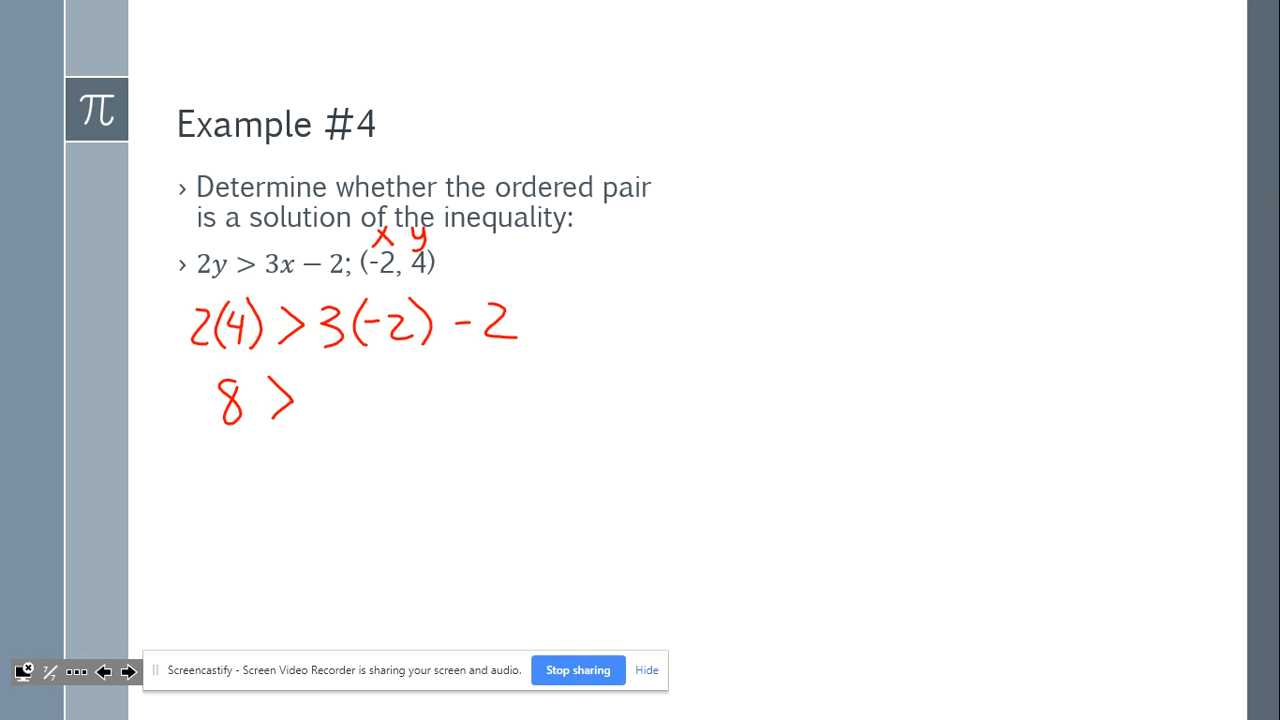 π
Example #4
› Determine whether the ordered pair
is a solution of the inequality:
x y
› 2y > 3x − 2; (-2, 4)
2(4) > 3(-2) - 2
8 >
Screencastify - Screen Video Recorder is sharing your screen and audio. Stop sharing Hide